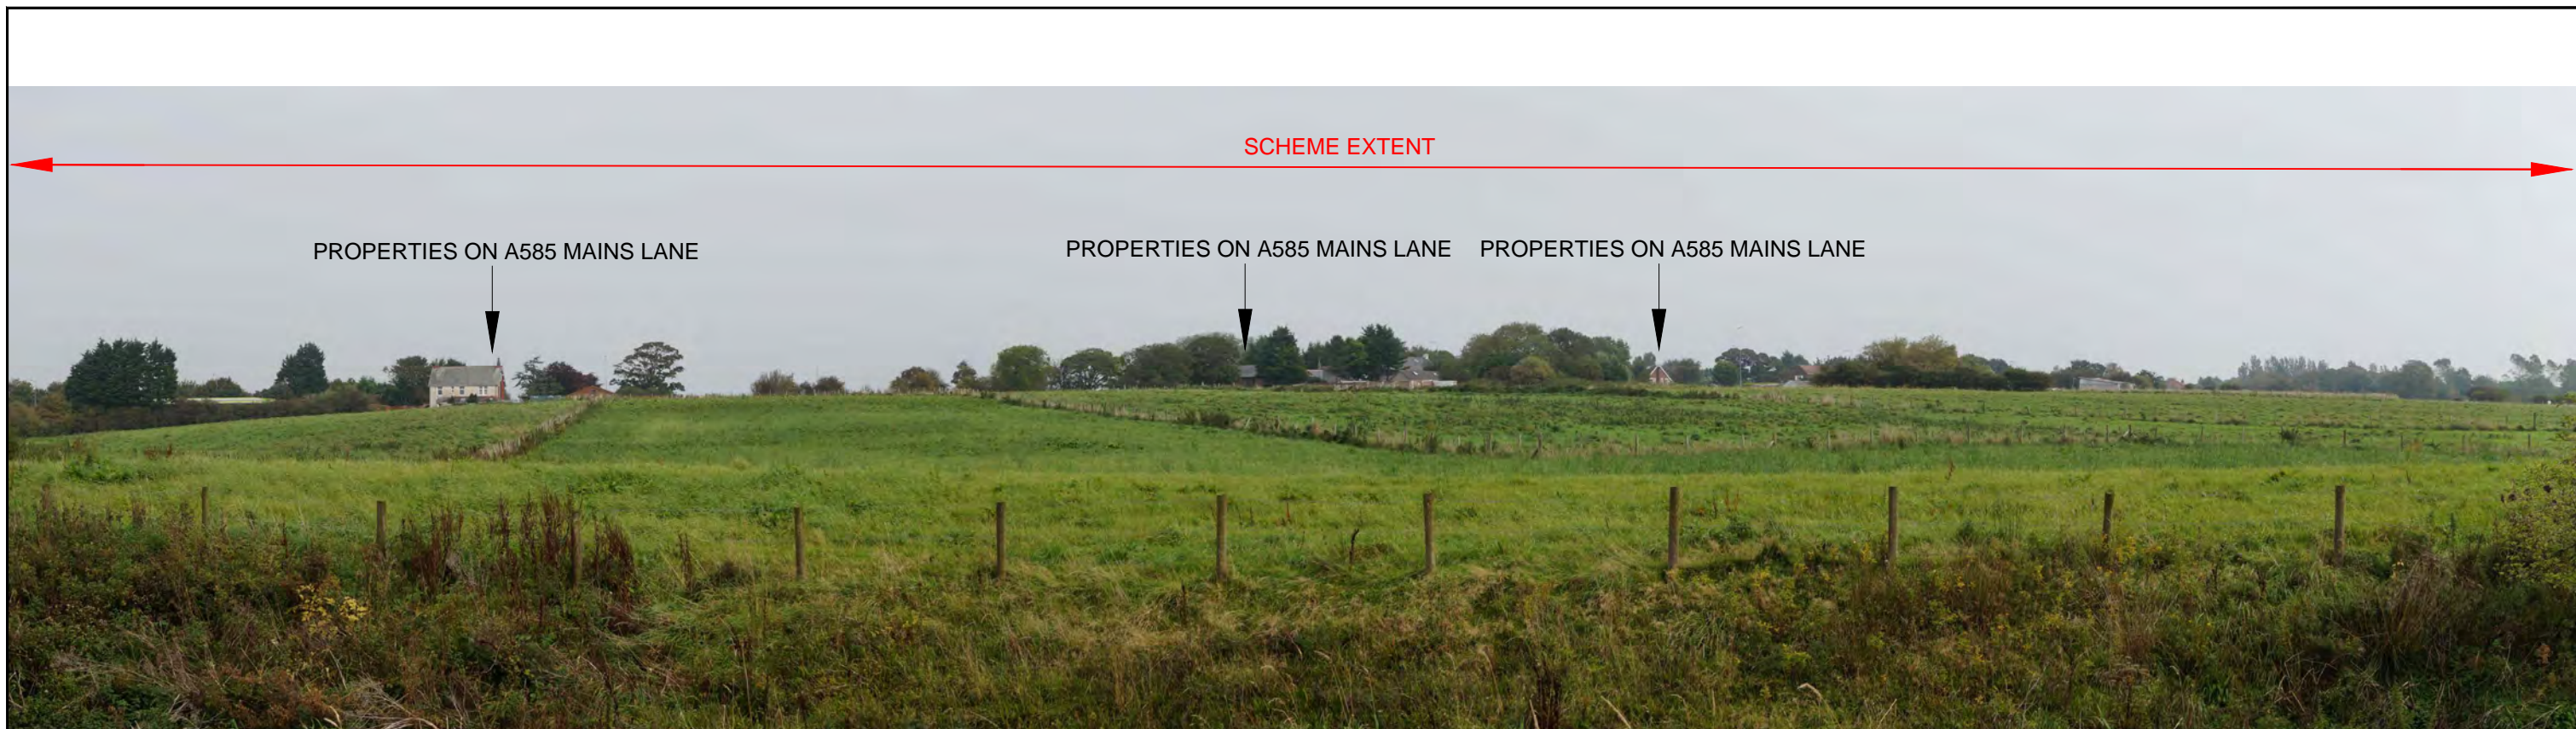 SCHEME EXTENT
PROPERTIES ON A585 MAINS LANE
PROPERTIES ON A585 MAINS LANE
PROPERTIES ON A585 MAINS LANE